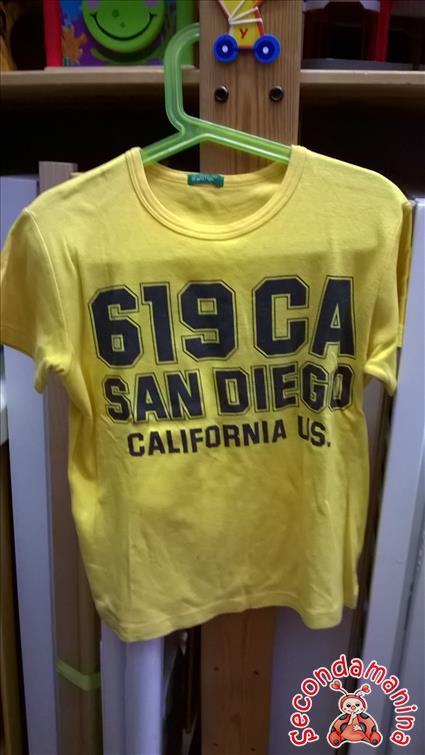 Y
619 CA
SAN DIEGO
CALIFORNIA US.
Secondamanina